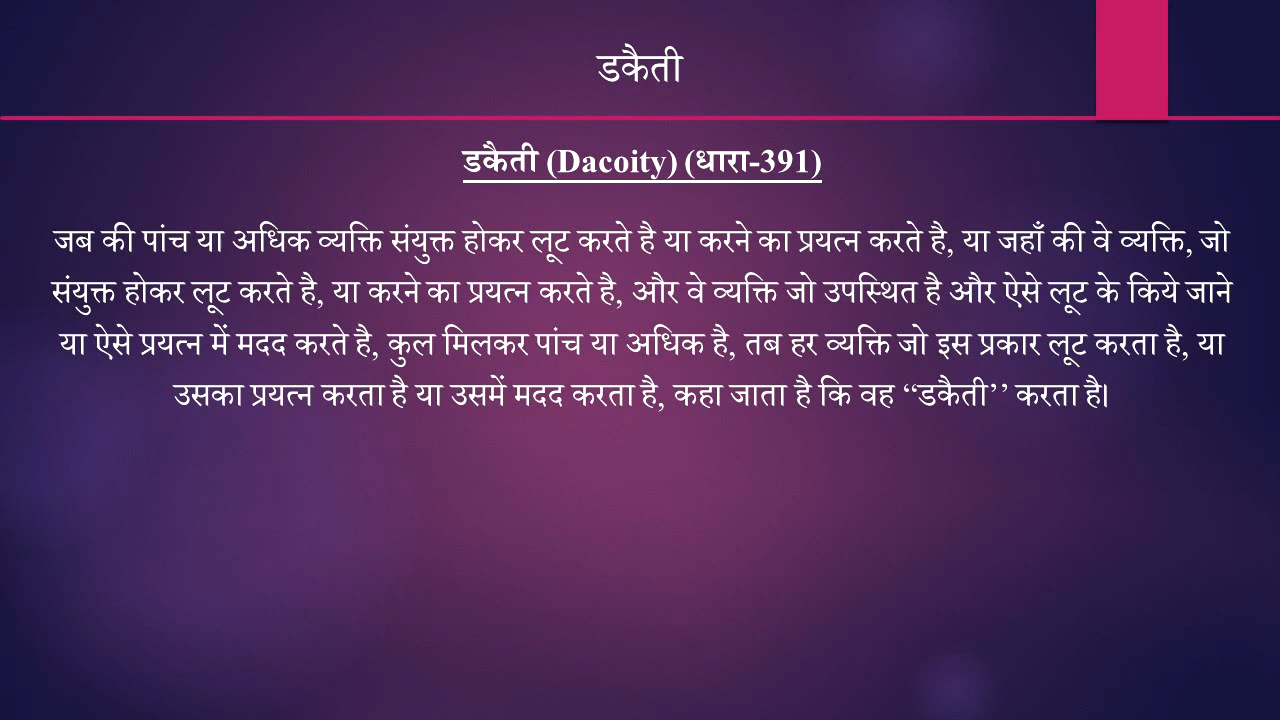 डकैती
डकैती (Dacoity) (धारा-391)
जब की पांच या अधिक व्यक्ति संयुक्त होकर लूट करते है या करने का प्रयत्न करते है, या जहाँ की वे व्यक्ति, जो
संयुक्त होकर लूट करते है, या करने का प्रयत्न करते है, और वे व्यक्ति जो उपस्थित है और ऐसे लूट के किये जाने
या ऐसे प्रयत्न में मदद करते है, कुल मिलकर पांच या अधिक है, तब हर व्यक्ति जो इस प्रकार लूट करता है, या
उसका प्रयत्न करता है या उसमें मदद करता है, कहा जाता है कि वह “डकैती’’ करता है।